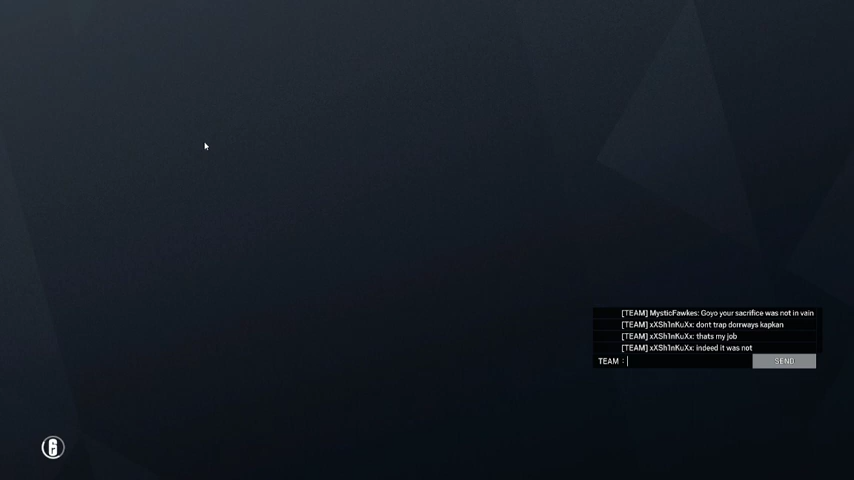 [TEAM] MysticFawkes: Goyo your sacrifice was not in vain
[TEAM] xXSh1nKuXx: dont trap dorrways kapkan
[TEAM] xXSh1nKuXx: thats my job
[TEAM] xXSh1nKuXx: indeed it was not
TEAM : SEND
6